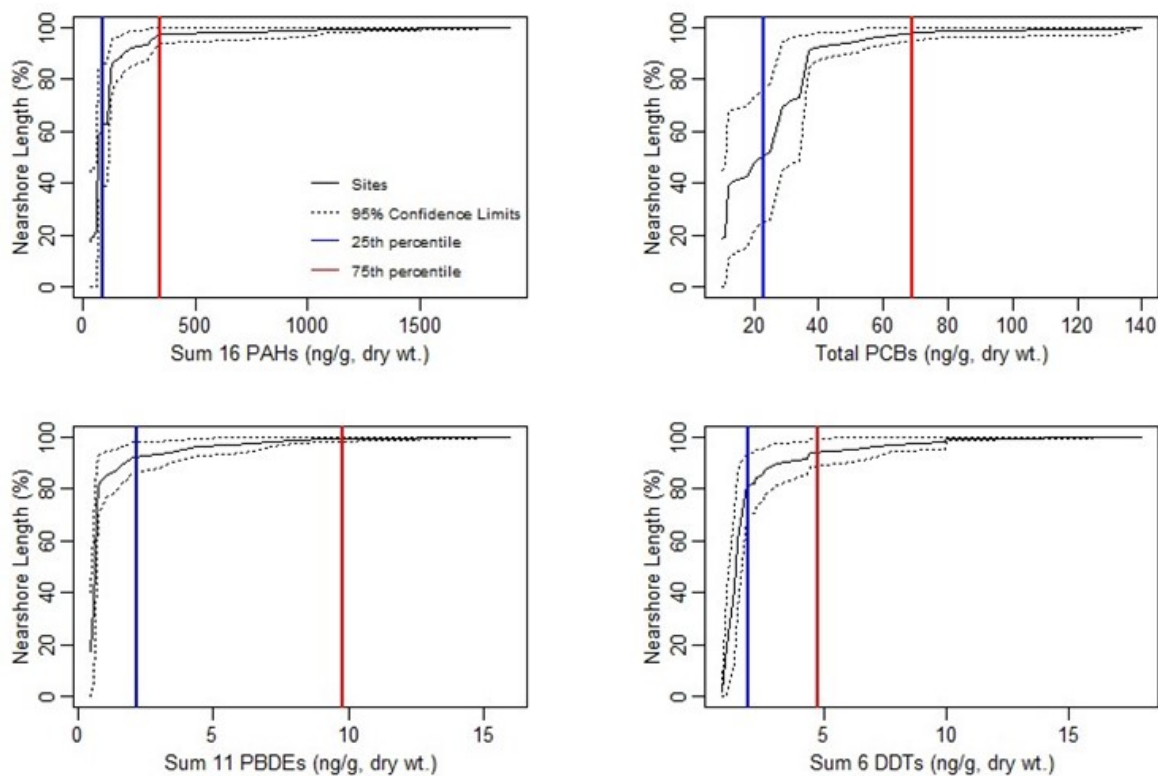 Nearshore Length (%)
0 20 40 60 80 100
0 500 1000 1500
Sum 16 PAHs (ng/g, dry wt.)
Sites
95% Confidence Limits
25th percentile
75th percentile
Nearshore Length (%)
0 20 40 60 80 100
20 40 60 80 100 120 140
Total PCBs (ng/g, dry wt.)
Nearshore Length (%)
0 20 40 60 80 100
0 5 10 15
Sum 11 PBDEs (ng/g, dry wt.)
Nearshore Length (%)
0 20 40 60 80 100
5 10 15
Sum 6 DDTs (ng/g, dry wt.)